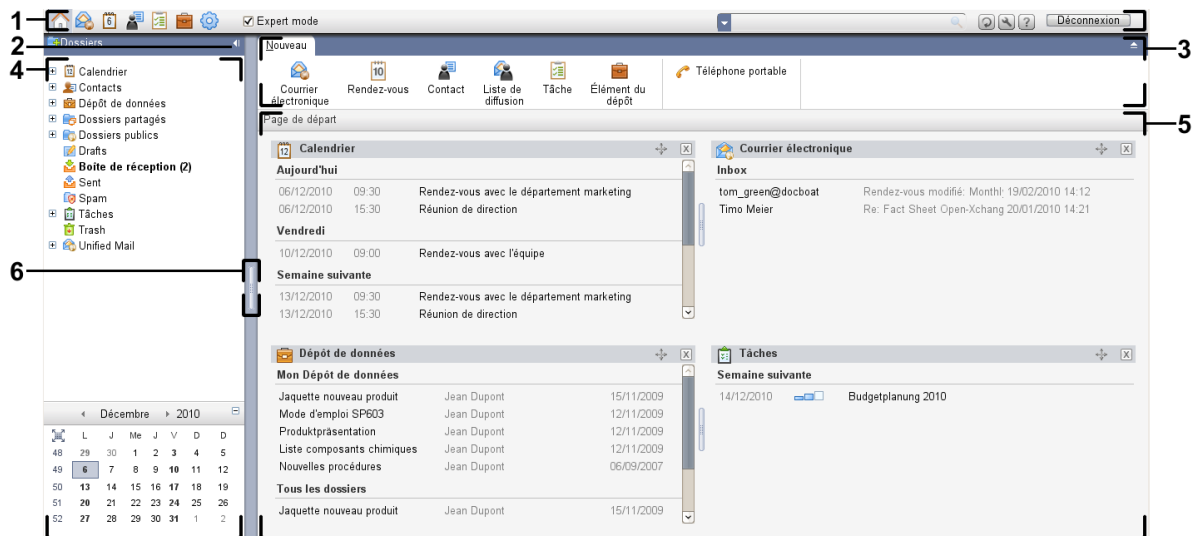 1
6
Expert mode
Déconnexion
2
Dossiers
Nouveau
3
4
Calendrier
Contacts
Dépôt de données
Dossiers partagés
Dossiers publics
Drafts
Boîte de réception (2)
Sent
Spam
Tâches
Trash
Unified Mail
Courrier électronique
10
Rendez-vous
Contact
Liste de diffusion
Tâche
Élément du dépôt
Téléphone portable
Page de départ
5
6
12 Calendrier
Aujourd'hui
06/12/2010 09:30 Rendez-vous avec le département marketing
06/12/2010 15:30 Réunion de direction
Vendredi
10/12/2010 09:00 Rendez-vous avec l'équipe
Semaine suivante
13/12/2010 09:30 Rendez-vous avec le département marketing
13/12/2010 15:30 Réunion de direction
Courrier électronique
Inbox
tom_green@docboat Rendez-vous modifié: Monthl 19/02/2010 14:12
Timo Meier Re: Fact Sheet Open-Xchang 20/01/2010 14:21
Dépôt de données
Mon Dépôt de données
Jaquette nouveau produit Jean Dupont 15/11/2009
Mode d'emploi SP603 Jean Dupont 12/11/2009
Produktpräsentation Jean Dupont 12/11/2009
Liste composants chimiques Jean Dupont 12/11/2009
Nouvelles procédures Jean Dupont 06/09/2007
Tous les dossiers
Jaquette nouveau produit Jean Dupont 15/11/2009
Tâches
Semaine suivante
14/12/2010 Budgetplanung 2010
Décembre 2010
L J Me J V D D
48 29 30 1 2 3 4 5
49 6 7 8 9 10 11 12
50 13 14 15 16 17 18 19
51 20 21 22 23 24 25 26
52 27 28 29 30 31 1 2